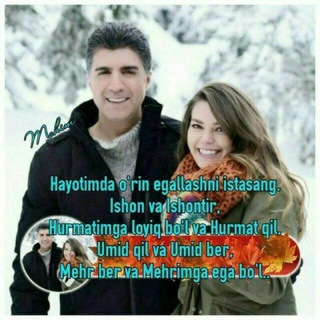 Hayotimda o'rin egallashni istasang,
Ishon va Ishontir,
Hurmatimga loyiq bo'l va Hurmat qil,
Umid qil va Umid ber,
Mehr ber va Mehrimga ega bo'l..